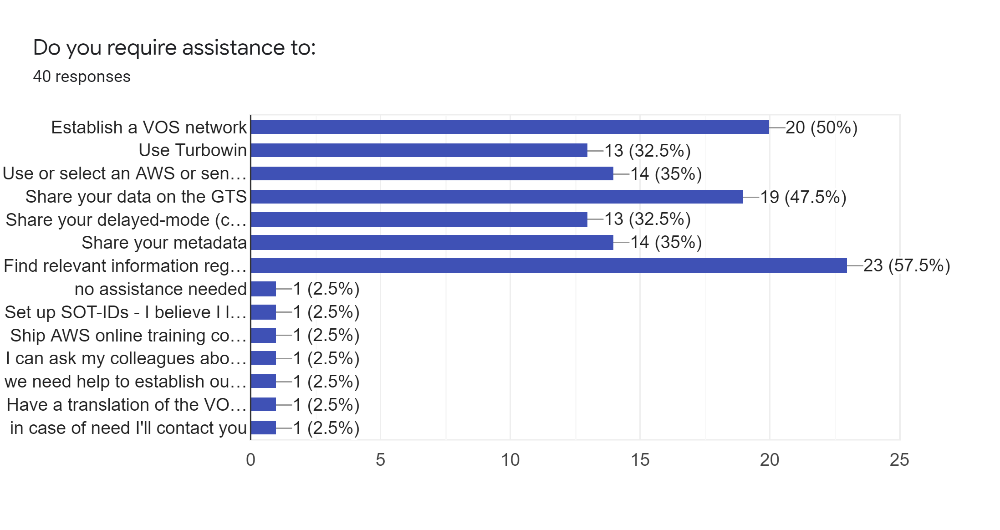 Do you require assistance to:
40 responses
Establish a VOS network 20 (50%)
Use Turbowin 13 (32.5%)
Use or select an AWS or sen… 14 (35%)
Share your data on the GTS 19 (47.5%)
Share your delayed-mode (c… 13 (32.5%)
Share your metadata 14 (35%)
Find relevant information reg… 23 (57.5%)
no assistance needed 1 (2.5%)
Set up SOT-IDs - I believe I l… 1 (2.5%)
Ship AWS online training co… 1 (2.5%)
I can ask my colleagues abo… 1 (2.5%)
we need help to establish ou… 1 (2.5%)
Have a translation of the VO… 1 (2.5%)
in case of need I'll contact you 1 (2.5%)
0 5 10 15 20 25